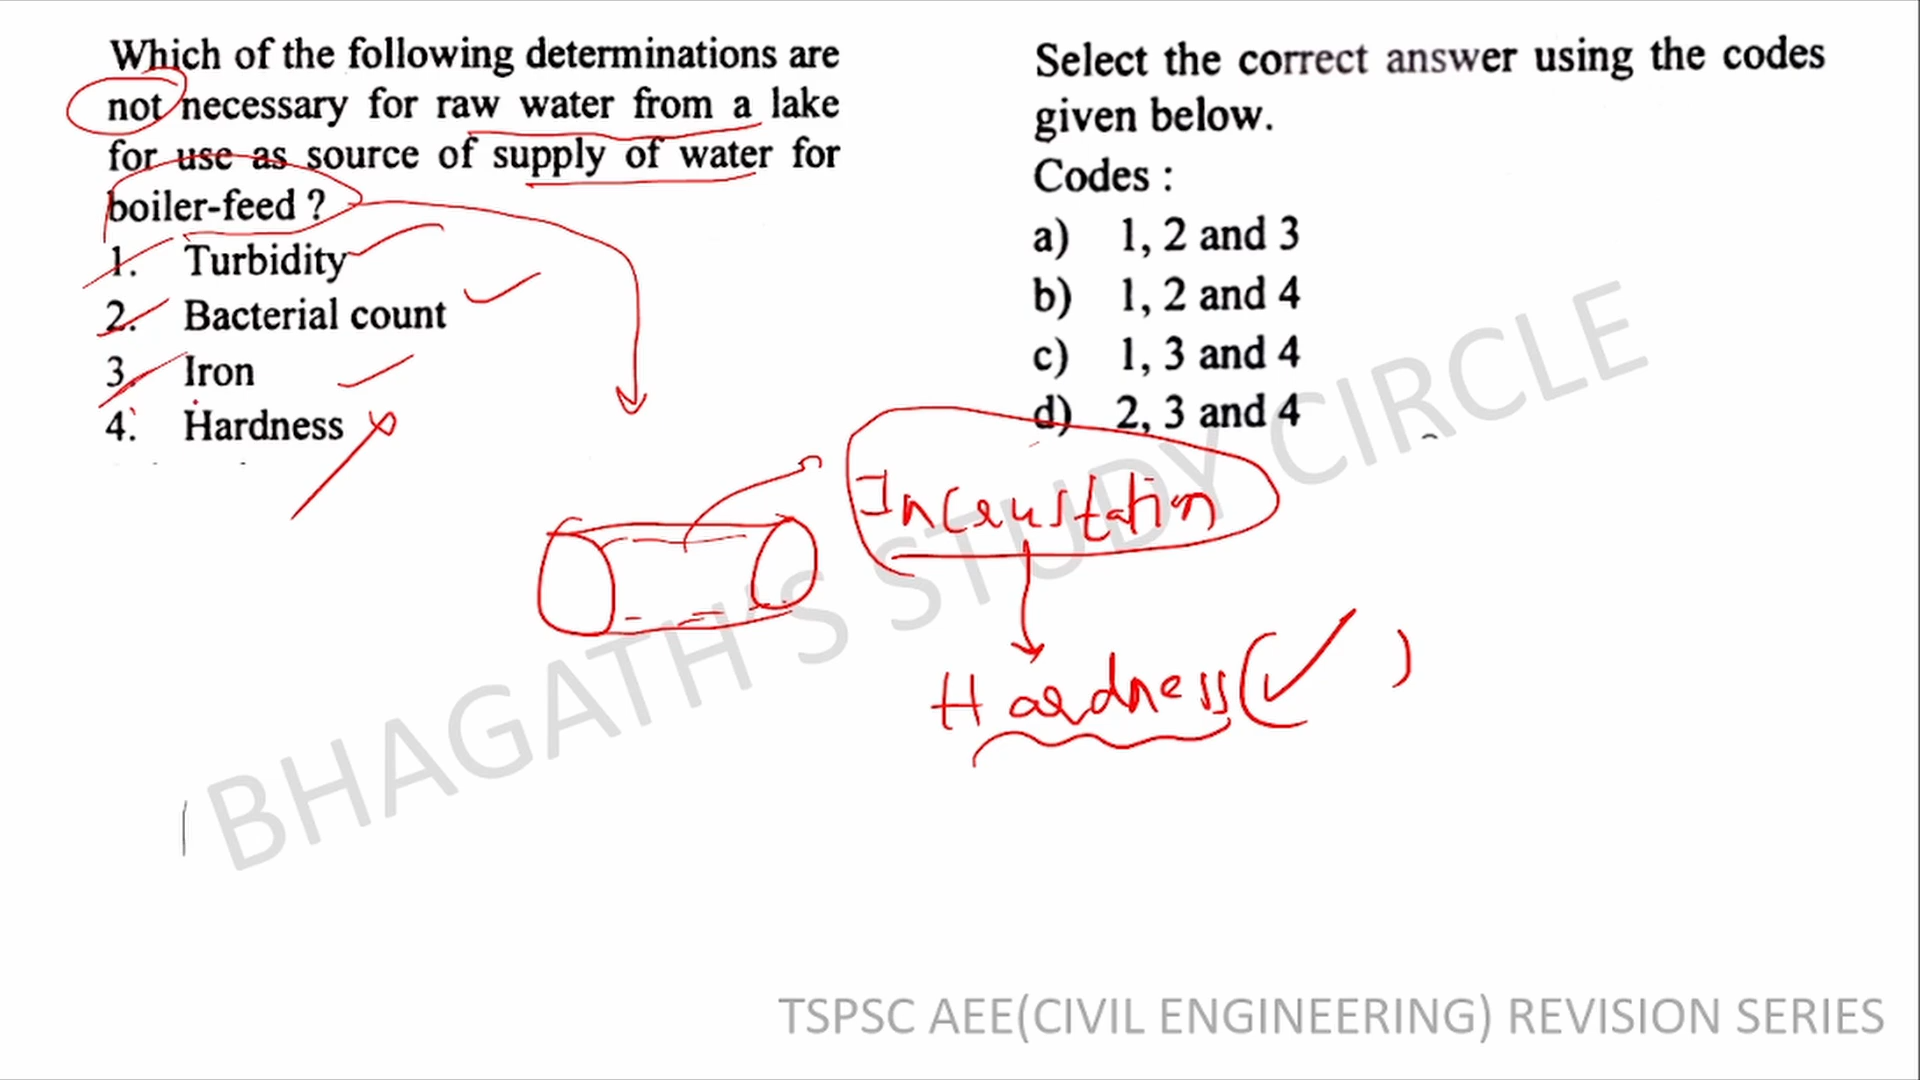 Which of the following determinations are
not necessary for raw water from a lake
for use as source of supply of water for
boiler-feed ?
1. Turbidity
2. Bacterial count
3. Iron
4. Hardness
Select the correct answer using the codes
given below.
Codes :
a) 1, 2 and 3
b) 1, 2 and 4
c) 1, 3 and 4
d) 2, 3 and 4
Incrustation
Hardness (✓)
BHAGATH'S STUDY CIRCLE
TSPSC AEE(CIVIL ENGINEERING) REVISION SERIES